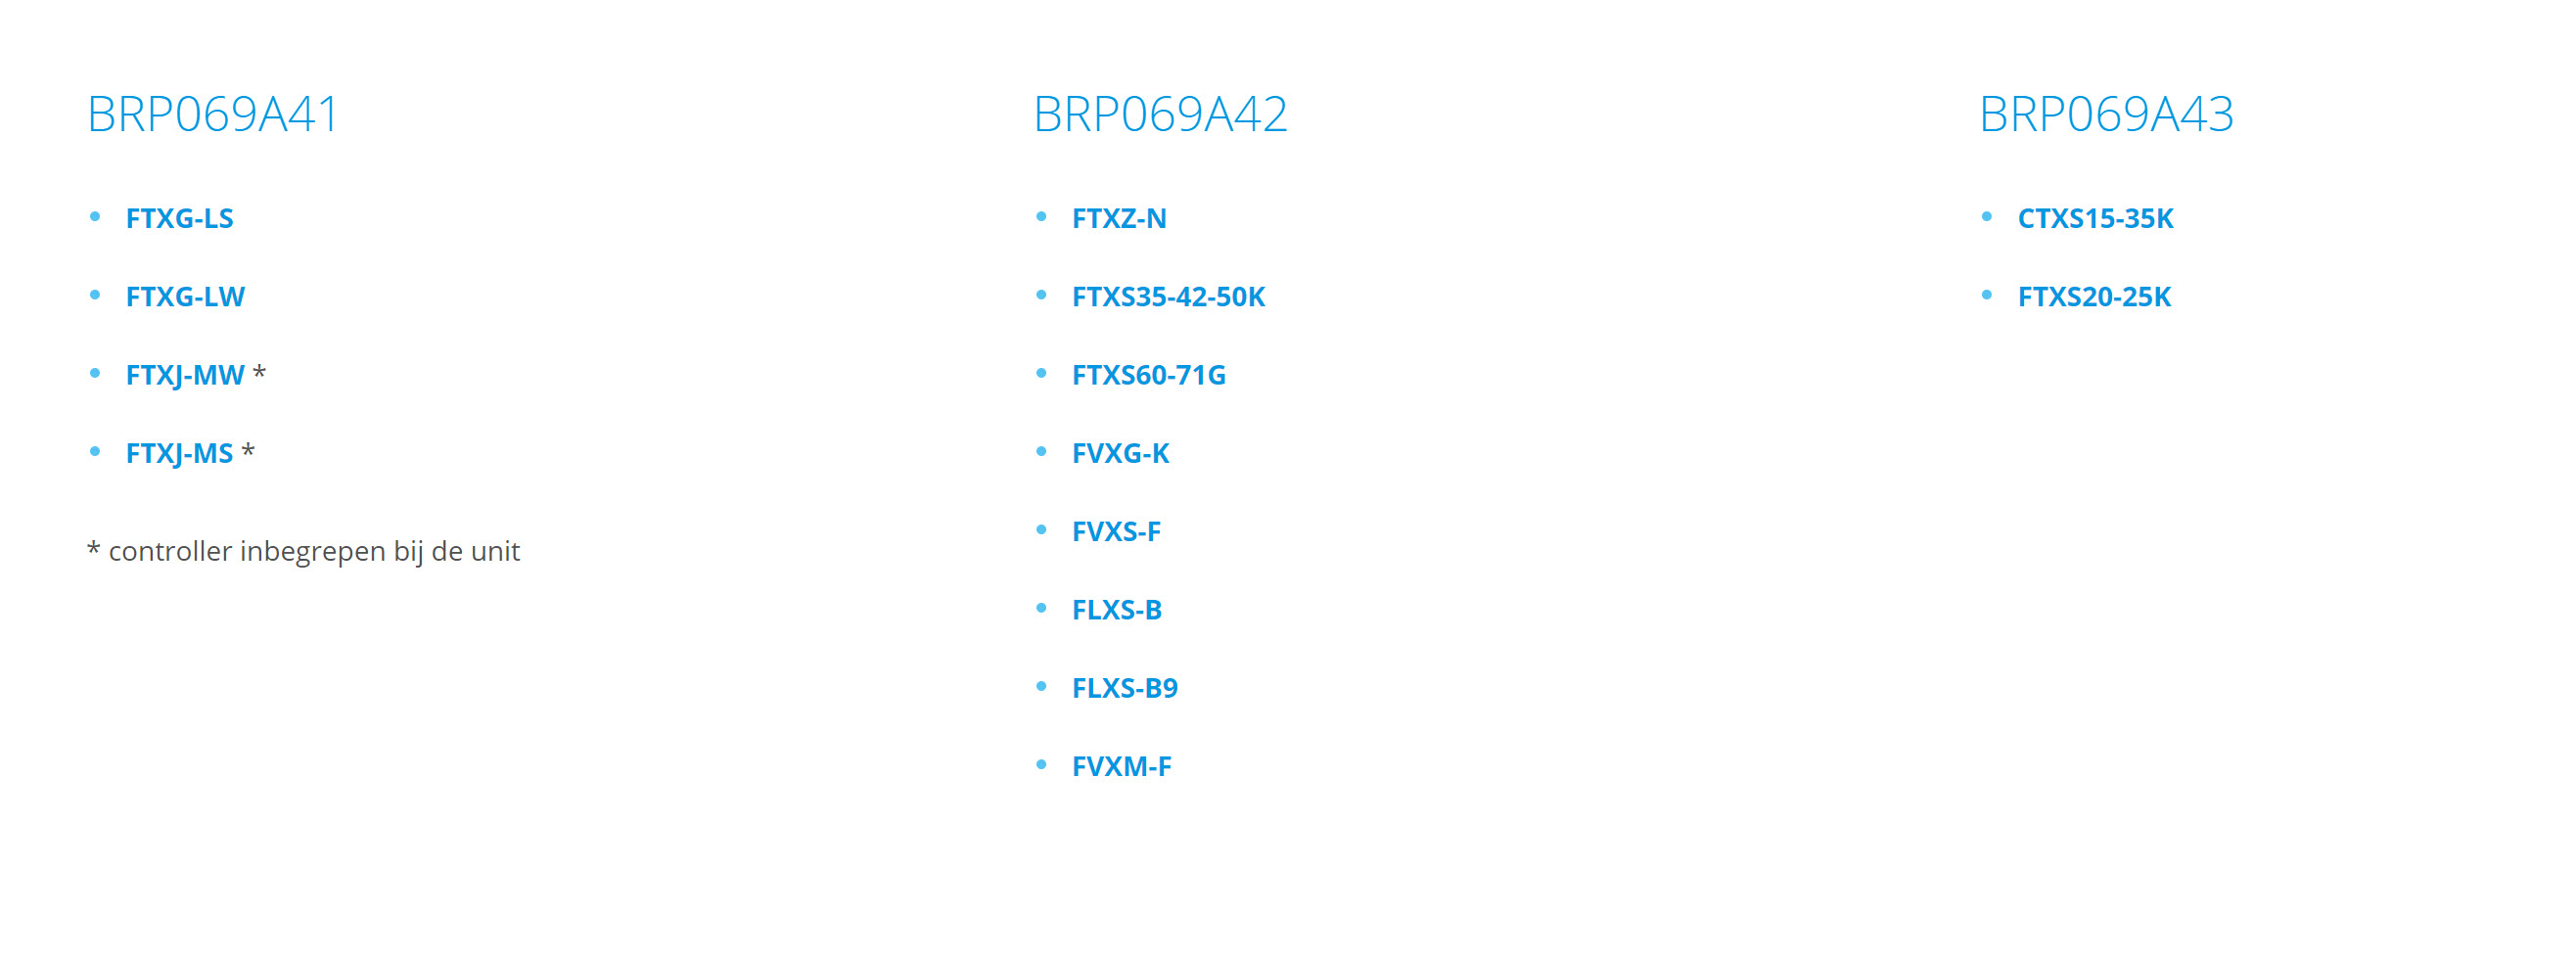 BRP069A41
FTXG-LS
FTXG-LW
FTXJ-MW *
FTXJ-MS *
* controller inbegrepen bij de unit
BRP069A42
FTXZ-N
FTXS35-42-50K
FTXS60-71G
FVXG-K
FVXS-F
FLXS-B
FLXS-B9
FVXM-F
BRP069A43
CTXS15-35K
FTXS20-25K